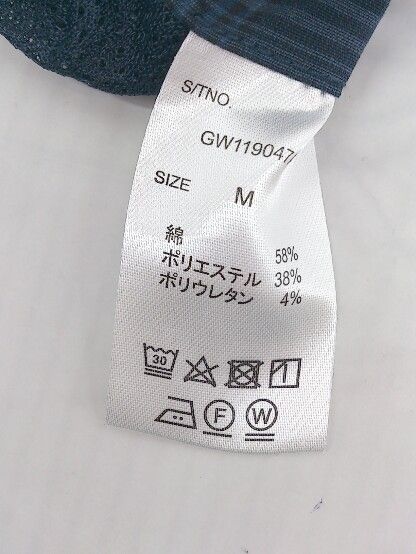 S/TNO.
GW119047
SIZE M
綿 58%
ポリエステル 38%
ポリウレタン 4%
30
F W